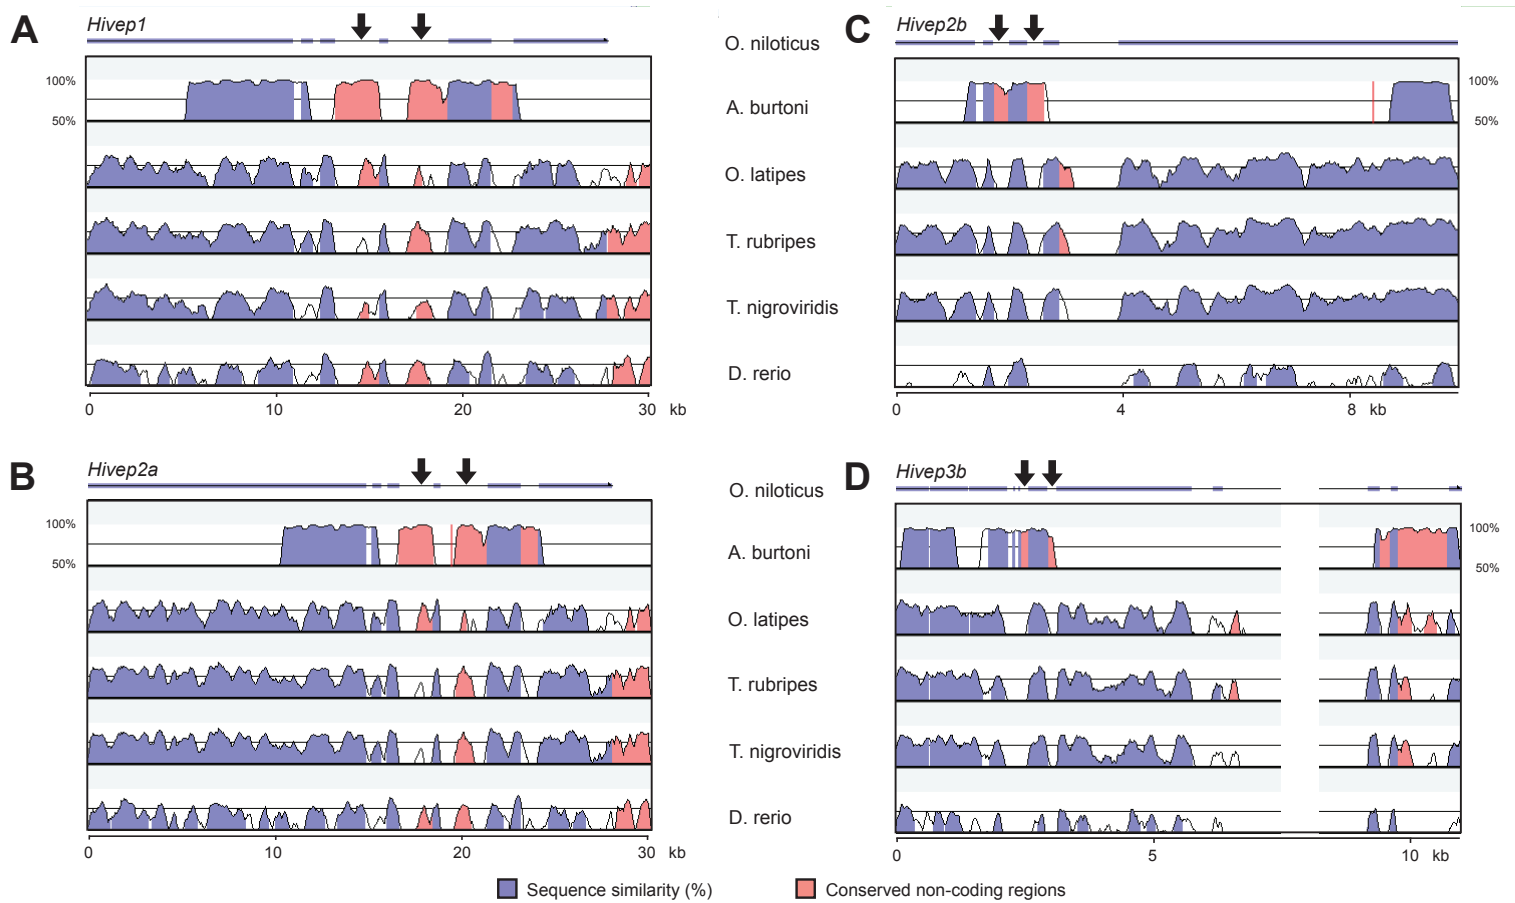 A
Hivep1
100%
50%
0
10
20
30
kb
O. niloticus
A. burtoni
O. latipes
T. rubripes
T. nigroviridis
D. rerio
C
Hivep2b
100%
50%
0
4
8
kb
B
Hivep2a
100%
50%
0
10
20
30
kb
O. niloticus
A. burtoni
O. latipes
T. rubripes
T. nigroviridis
D. rerio
D
Hivep3b
100%
50%
0
5
10
kb
Sequence similarity (%)
Conserved non-coding regions